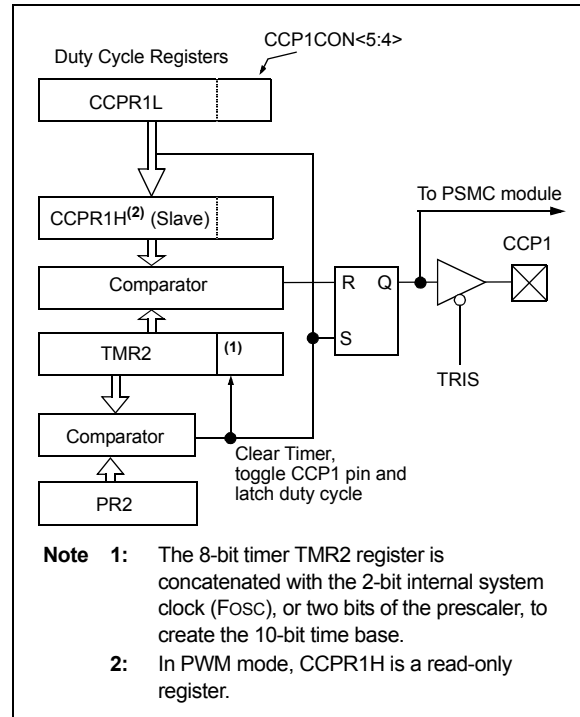 CCP1CON<5:4>
Duty Cycle Registers
CCPR1L
CCPR1H(2) (Slave)
To PSMC module
CCP1
Comparator
R Q
S
TMR2 (1)
TRIS
Comparator
Clear Timer,
toggle CCP1 pin and
latch duty cycle
PR2
Note 1: The 8-bit timer TMR2 register is
concatenated with the 2-bit internal system
clock (FOSC), or two bits of the prescaler, to
create the 10-bit time base.
2: In PWM mode, CCPR1H is a read-only
register.